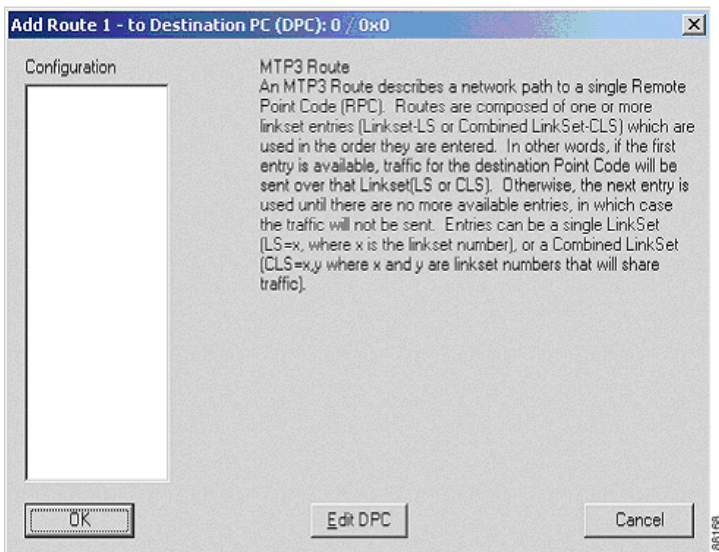 Add Route 1 - to Destination PC (DPC): 0 / 0x0
Configuration
MTP3 Route
An MTP3 Route describes a network path to a single Remote
Point Code (RPC). Routes are composed of one or more
linkset entries (Linkset-LS or Combined LinkSet-CLS) which are
used in the order they are entered. In other words, if the first
entry is available, traffic for the destination Point Code will be
sent over that Linkset(LS or CLS). Otherwise, the next entry is
used until there are no more available entries, in which case
the traffic will not be sent. Entries can be a single LinkSet
(LS=x, where x is the linkset number), or a Combined LinkSet
(CLS=x,y where x and y are linkset numbers that will share
traffic).
OK
Edit DPC
Cancel